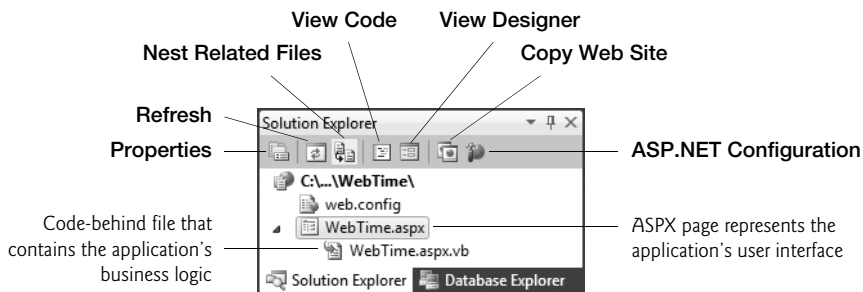 View Code
View Designer
Nest Related Files
Copy Web Site
Refresh
Solution Explorer
Properties
ASP.NET Configuration
C:\...\WebTime\
web.config
Code-behind file that
contains the application's
business logic
WebTime.aspx
WebTime.aspx.vb
ASPX page represents the
application's user interface
Solution Explorer
Database Explorer